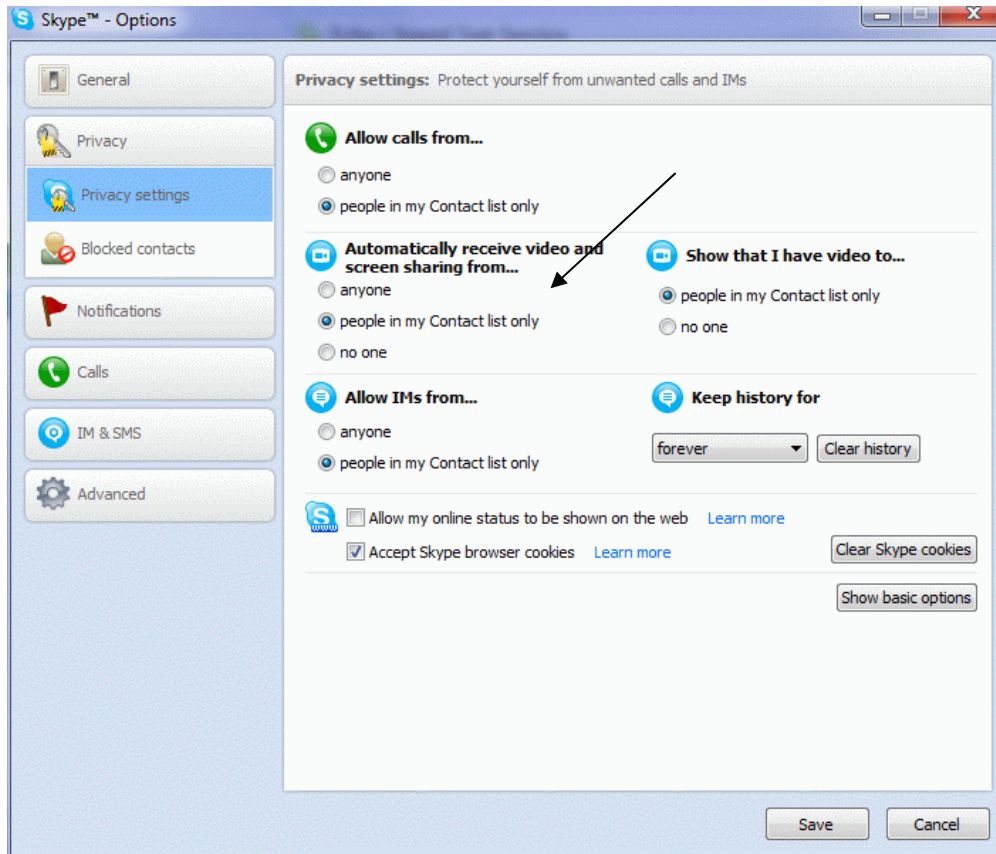 Skype™ - Options
General
Privacy
Privacy settings
Blocked contacts
Notifications
Calls
IM & SMS
Advanced
Privacy settings: Protect yourself from unwanted calls and IMs
Allow calls from...
anyone
people in my Contact list only
Automatically receive video and
screen sharing from...
anyone
people in my Contact list only
no one
Show that I have video to...
people in my Contact list only
no one
Allow IMs from...
anyone
people in my Contact list only
Keep history for
forever Clear history
Allow my online status to be shown on the web Learn more
Accept Skype browser cookies Learn more
Clear Skype cookies
Show basic options
Save Cancel